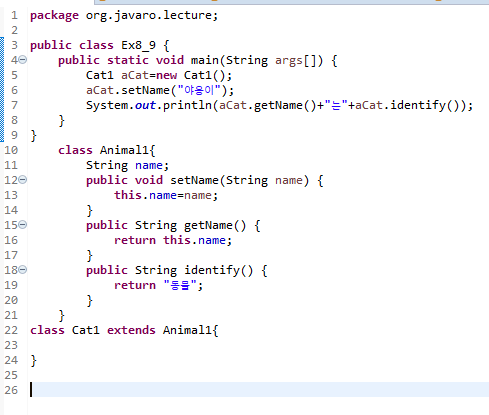 1 package org.javaro.lecture;
2
3 public class Ex8_9 {
4 public static void main(String args[]) {
5 Cat1 aCat=new Cat1();
6 aCat.setName("야옹이");
7 System.out.println(aCat.getName()+"는"+aCat.identify());
8 }
9 }
10 class Animal1{
11 String name;
12 public void setName(String name) {
13 this.name=name;
14 }
15 public String getName() {
16 return this.name;
17 }
18 public String identify() {
19 return "동물";
20 }
21 }
22 class Cat1 extends Animal1{
23
24 }
25
26